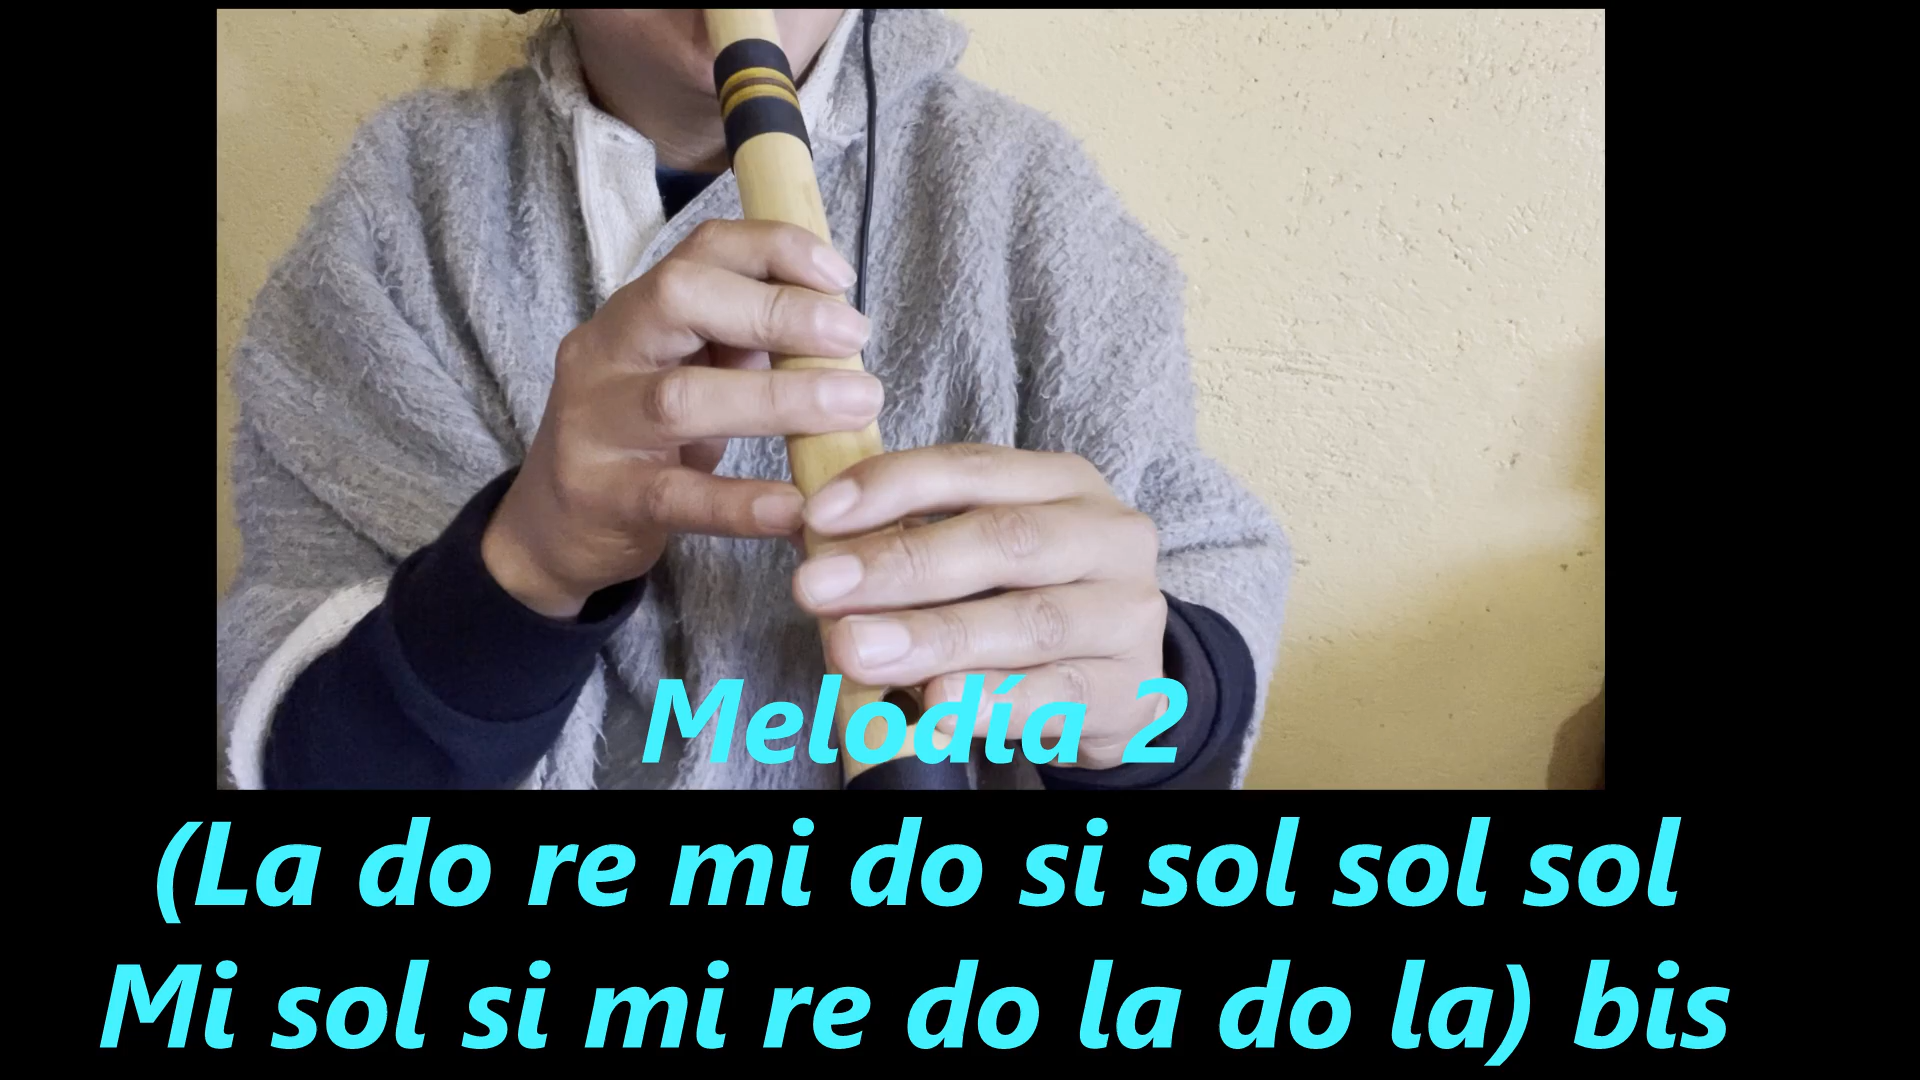 Melodía 2
(La do re mi do si sol sol sol
Mi sol si mi re do la do la) bis